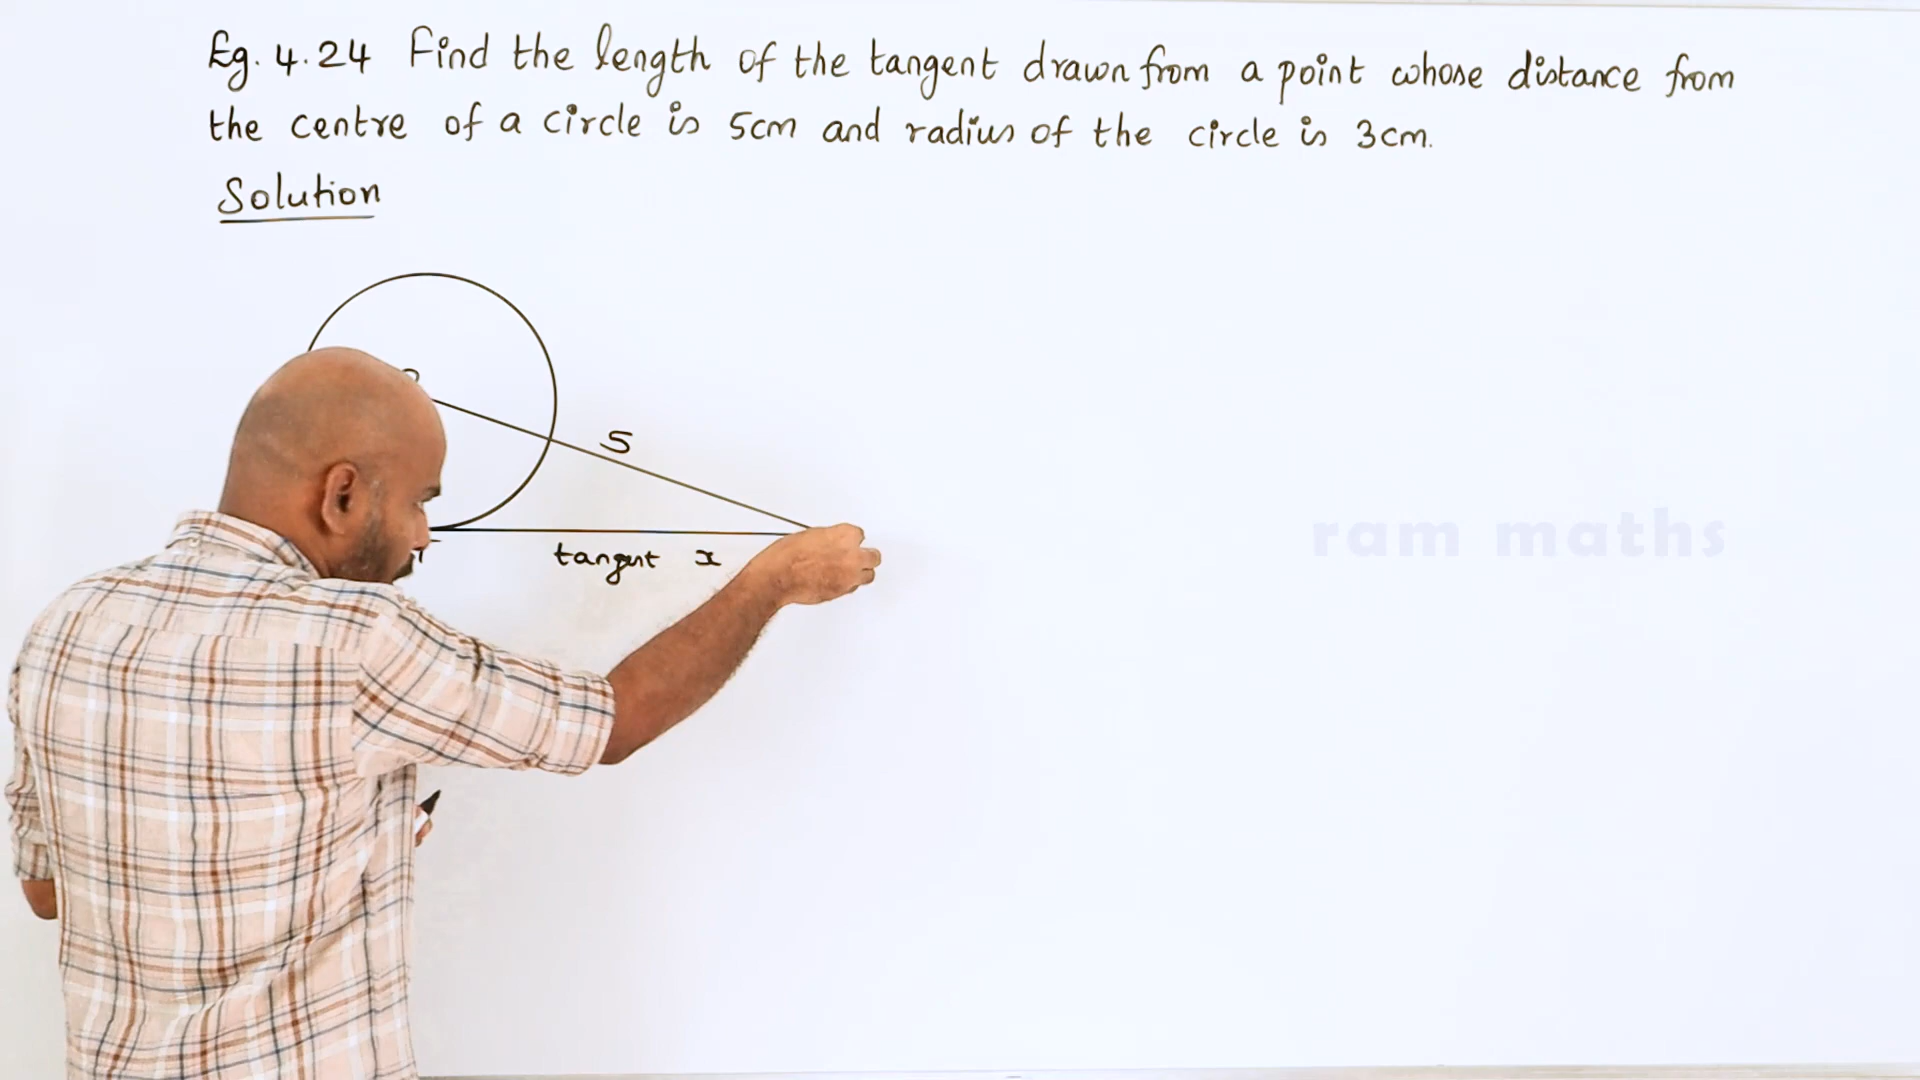 Eg. 4.24 Find the length of the tangent drawn from a point whose distance from
the centre of a circle is 5cm and radius of the circle is 3cm.
Solution
5
tangent x
ram maths